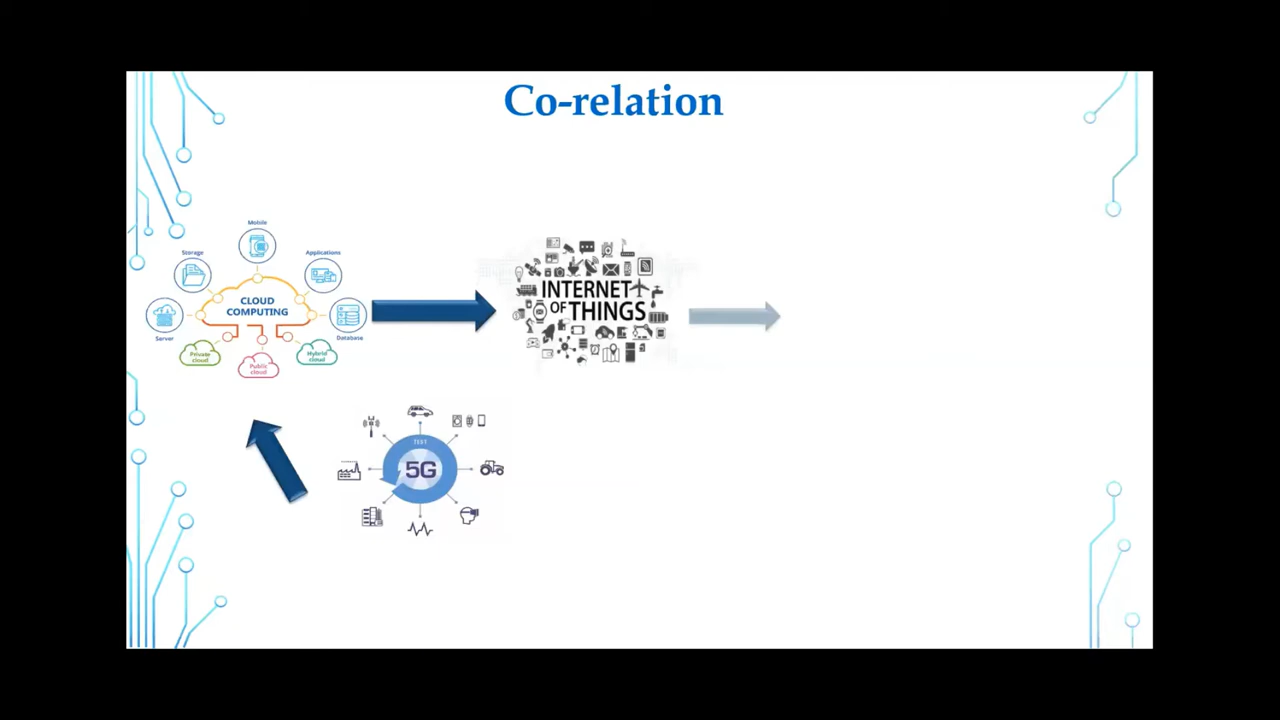 Co-relation
Mobile
Storage
Applications
CLOUD
COMPUTING
Server
Database
Private
cloud
Public
cloud
Hybrid
cloud
INTERNET
OF THINGS
TEXT
5G